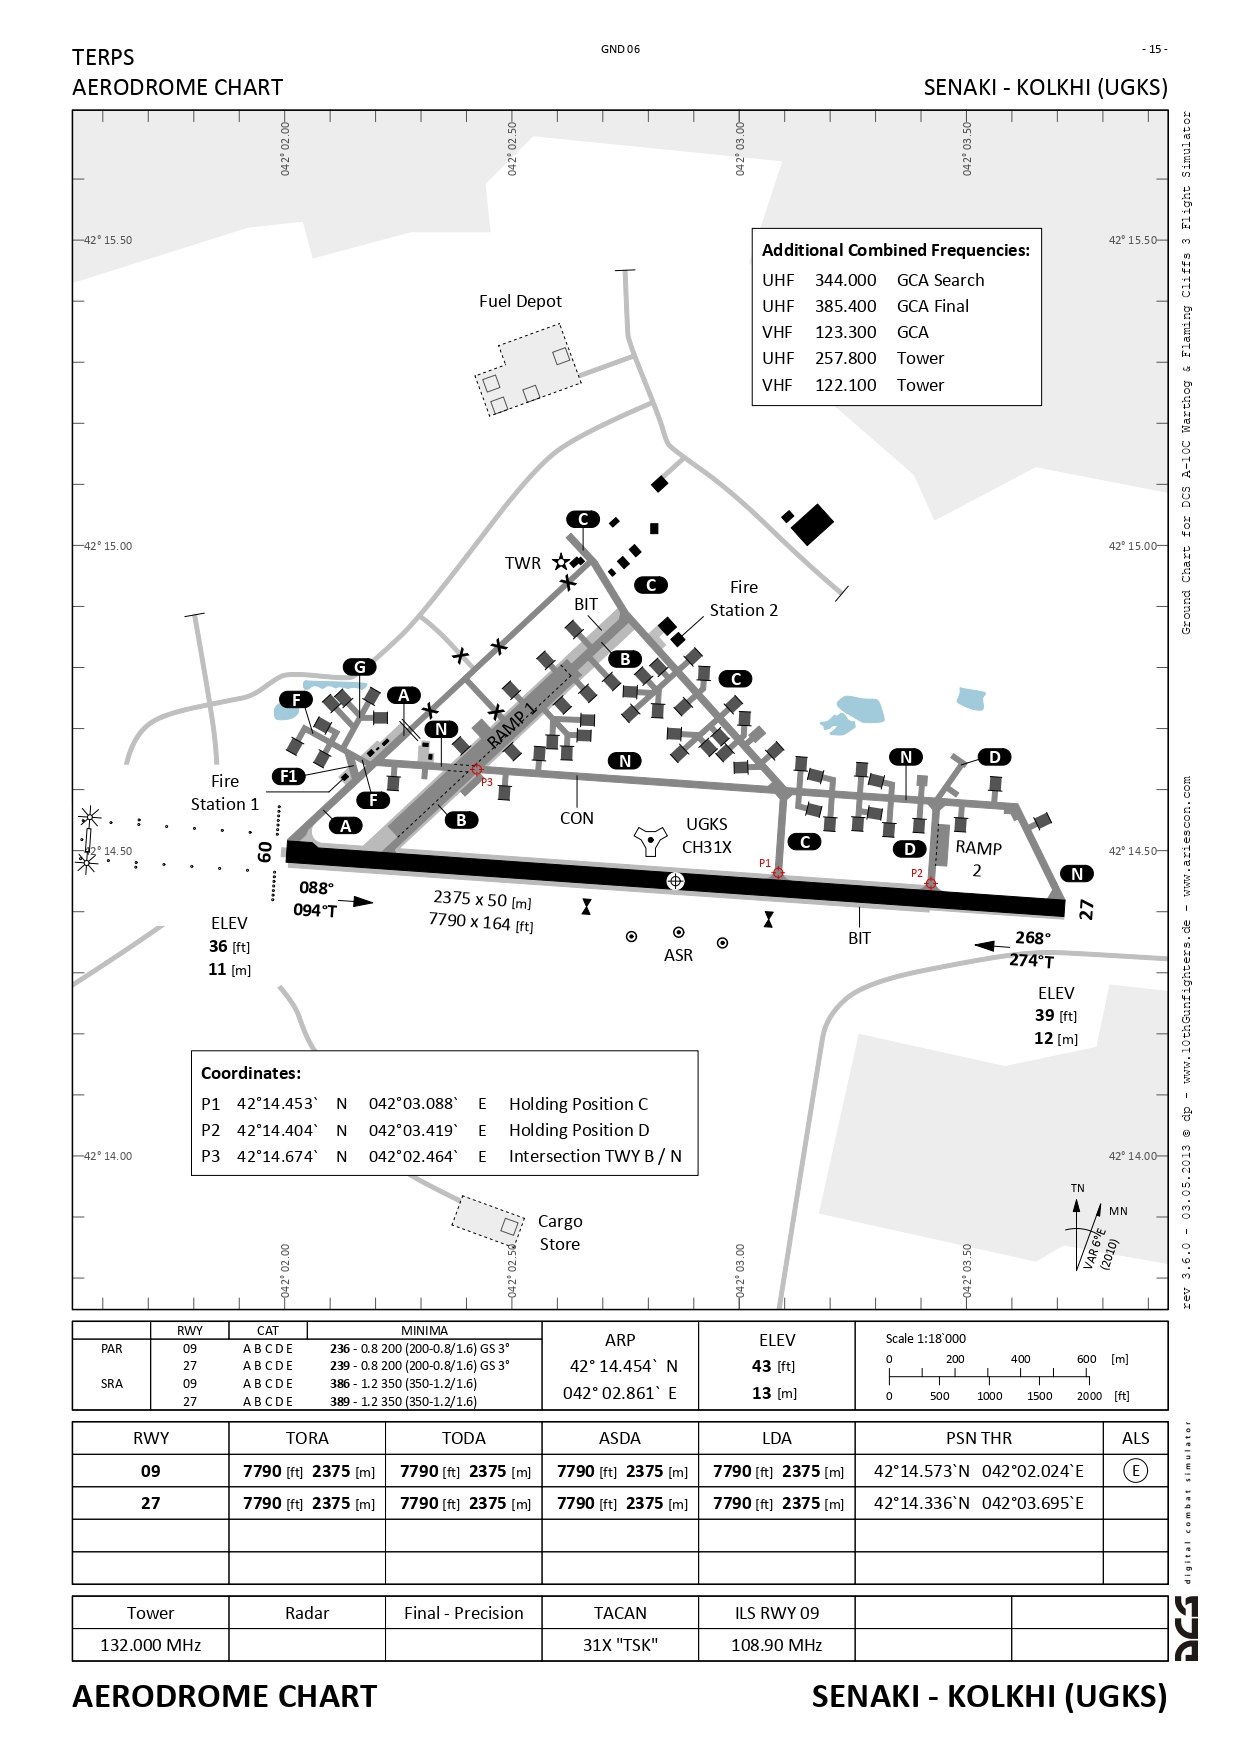 TERPS
GND 06
- 15 -
AERODROME CHART
SENAKI - KOLKHI (UGKS)
042° 02.00
042° 02.50
042° 03.00
042° 03.50
42° 15.50
42° 15.50
Additional Combined Frequencies:
UHF 344.000 GCA Search
UHF 385.400 GCA Final
VHF 123.300 GCA
UHF 257.800 Tower
VHF 122.100 Tower
Fuel Depot
C
42° 15.00
42° 15.00
TWR
C
BIT
Fire
Station 2
B
G
C
F
A
N
RAMP 1
N
N
D
F1
P3
Fire
Station 1
F
A
B
CON
UGKS
CH31X
C
D
RAMP
2
P1
P2
N
42° 14.50
42° 14.50
09
27
088°
094°T
2375 x 50 [m]
7790 x 164 [ft]
ELEV
36 [ft]
11 [m]
ASR
BIT
268°
274°T
ELEV
39 [ft]
12 [m]
Coordinates:
P1 42°14.453` N 042°03.088` E Holding Position C
P2 42°14.404` N 042°03.419` E Holding Position D
P3 42°14.674` N 042°02.464` E Intersection TWY B / N
42° 14.00
42° 14.00
Cargo
Store
TN
MN
VAR 6°E
(2010)
042° 02.00
042° 02.50
042° 03.00
042° 03.50
Ground Chart for DCS A-10C Warthog & Flaming Cliffs 3 Flight Simulator
rev 3.6.0 - 03.05.2013 © dp - www.10thGunfighters.de - www.ariescon.com
RWY CAT MINIMA
PAR 09 A B C D E 236 - 0.8 200 (200-0.8/1.6) GS 3°
27 A B C D E 239 - 0.8 200 (200-0.8/1.6) GS 3°
SRA 09 A B C D E 386 - 1.2 350 (350-1.2/1.6)
27 A B C D E 389 - 1.2 350 (350-1.2/1.6)
ARP
42° 14.454` N
042° 02.861` E
ELEV
43 [ft]
13 [m]
Scale 1:18`000
0 200 400 600 [m]
0 500 1000 1500 2000 [ft]
RWY TORA TODA ASDA LDA PSN THR ALS
09 7790 [ft] 2375 [m] 7790 [ft] 2375 [m] 7790 [ft] 2375 [m] 7790 [ft] 2375 [m] 42°14.573`N 042°02.024`E E
27 7790 [ft] 2375 [m] 7790 [ft] 2375 [m] 7790 [ft] 2375 [m] 7790 [ft] 2375 [m] 42°14.336`N 042°03.695`E
Tower Radar Final - Precision TACAN ILS RWY 09
132.000 MHz 31X "TSK" 108.90 MHz
digital combat simulator
DCS
AERODROME CHART
SENAKI - KOLKHI (UGKS)